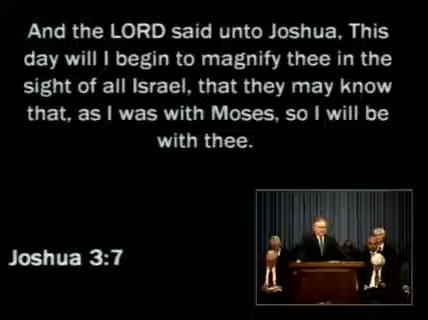 And the LORD said unto Joshua, This
day will I begin to magnify thee in the
sight of all Israel, that they may know
that, as I was with Moses, so I will be
with thee.
Joshua 3:7